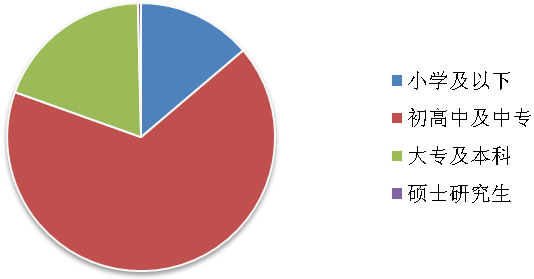 小学及以下
初高中及中专
大专及本科
硕士研究生